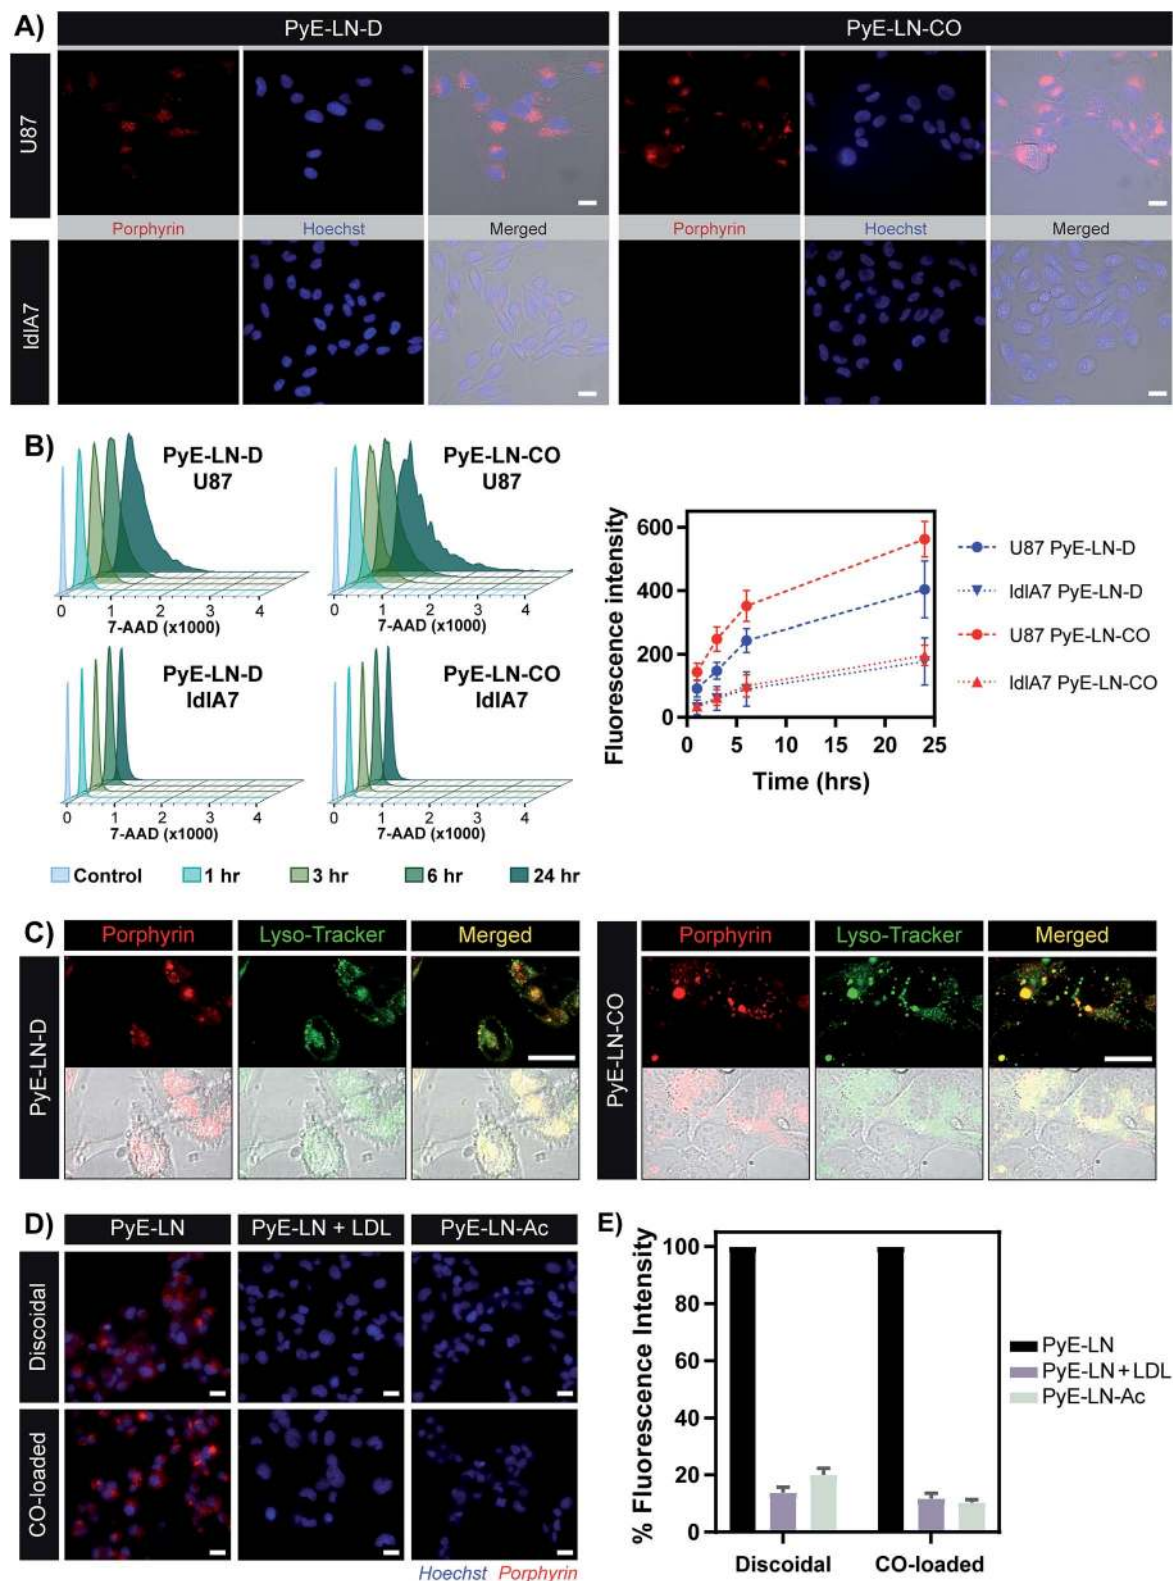 A)
PyE-LN-D
PyE-LN-CO
U87
Porphyrin
Hoechst
Merged
Porphyrin
Hoechst
Merged
ldlA7
B)
PyE-LN-D
U87
0 1 2 3 4
7-AAD (x1000)
PyE-LN-CO
U87
0 1 2 3 4
7-AAD (x1000)
PyE-LN-D
ldlA7
0 1 2 3 4
7-AAD (x1000)
PyE-LN-CO
ldlA7
0 1 2 3 4
7-AAD (x1000)
Control
1 hr
3 hr
6 hr
24 hr
Fluorescence intensity
600
400
200
0
0 5 10 15 20 25
Time (hrs)
U87 PyE-LN-D
ldlA7 PyE-LN-D
U87 PyE-LN-CO
ldlA7 PyE-LN-CO
C)
Porphyrin
Lyso-Tracker
Merged
PyE-LN-D
Porphyrin
Lyso-Tracker
Merged
PyE-LN-CO
D)
PyE-LN
PyE-LN + LDL
PyE-LN-Ac
Discoidal
CO-loaded
Hoechst Porphyrin
E)
% Fluorescence Intensity
100
80
60
40
20
0
Discoidal
CO-loaded
PyE-LN
PyE-LN + LDL
PyE-LN-Ac